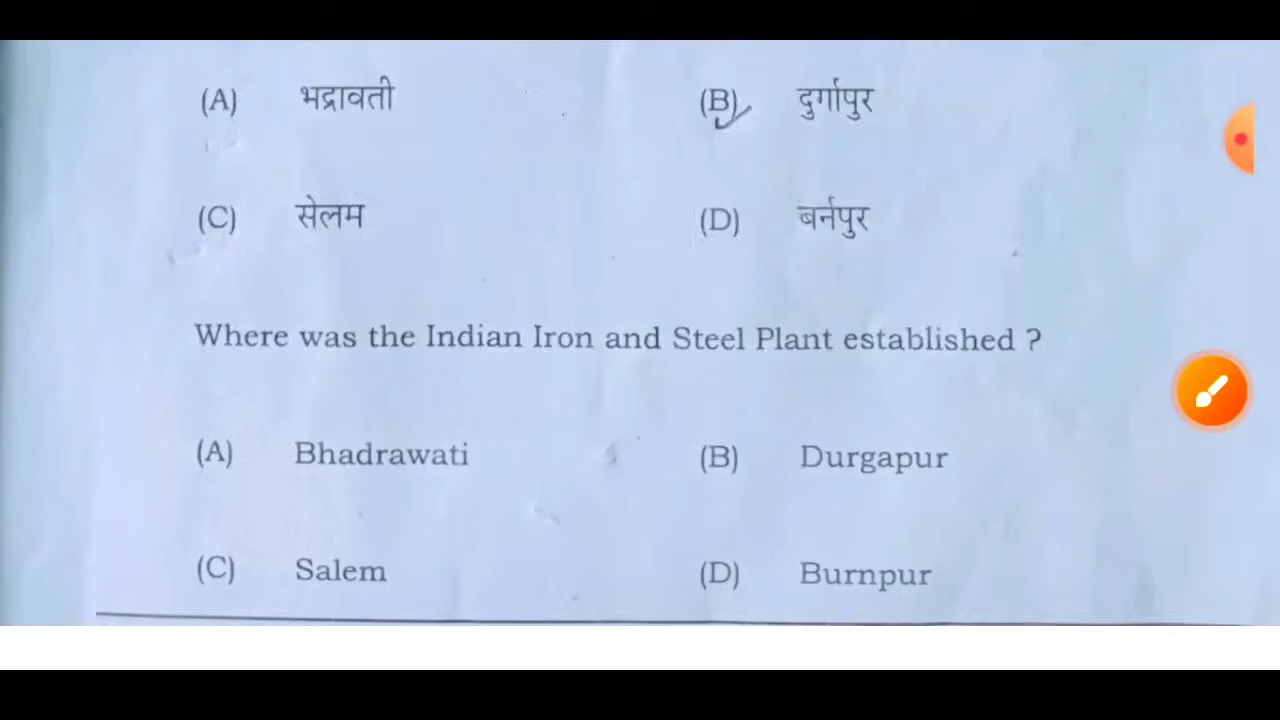 (A) भद्रावती (B) दुर्गापुर
(C) सेलम (D) बर्नपुर
Where was the Indian Iron and Steel Plant established ?
(A) Bhadrawati (B) Durgapur
(C) Salem (D) Burnpur